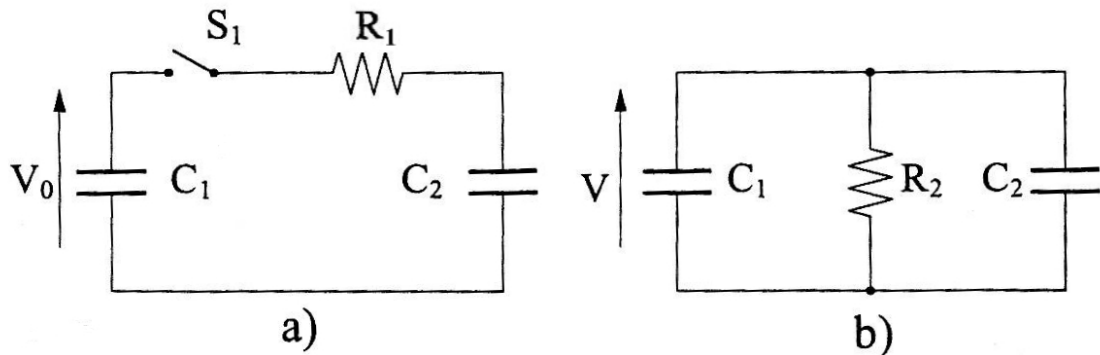 S₁ R₁
V₀ C₁ C₂ V C₁ R₂ C₂
a) b)